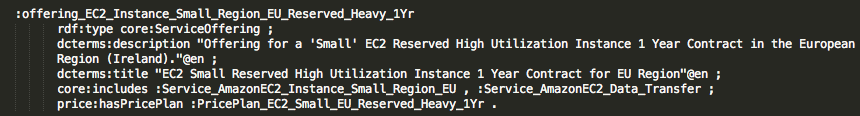 :offering_EC2_Instance_Small_Region_EU_Reserved_Heavy_1Yr
rdf:type core:ServiceOffering ;
dcterms:description "Offering for a 'Small' EC2 Reserved High Utilization Instance 1 Year Contract in the European
Region (Ireland)."@en ;
dcterms:title "EC2 Small Reserved High Utilization Instance 1 Year Contract for EU Region"@en ;
core:includes :Service_AmazonEC2_Instance_Small_Region_EU , :Service_AmazonEC2_Data_Transfer ;
price:hasPricePlan :PricePlan_EC2_Small_EU_Reserved_Heavy_1Yr .